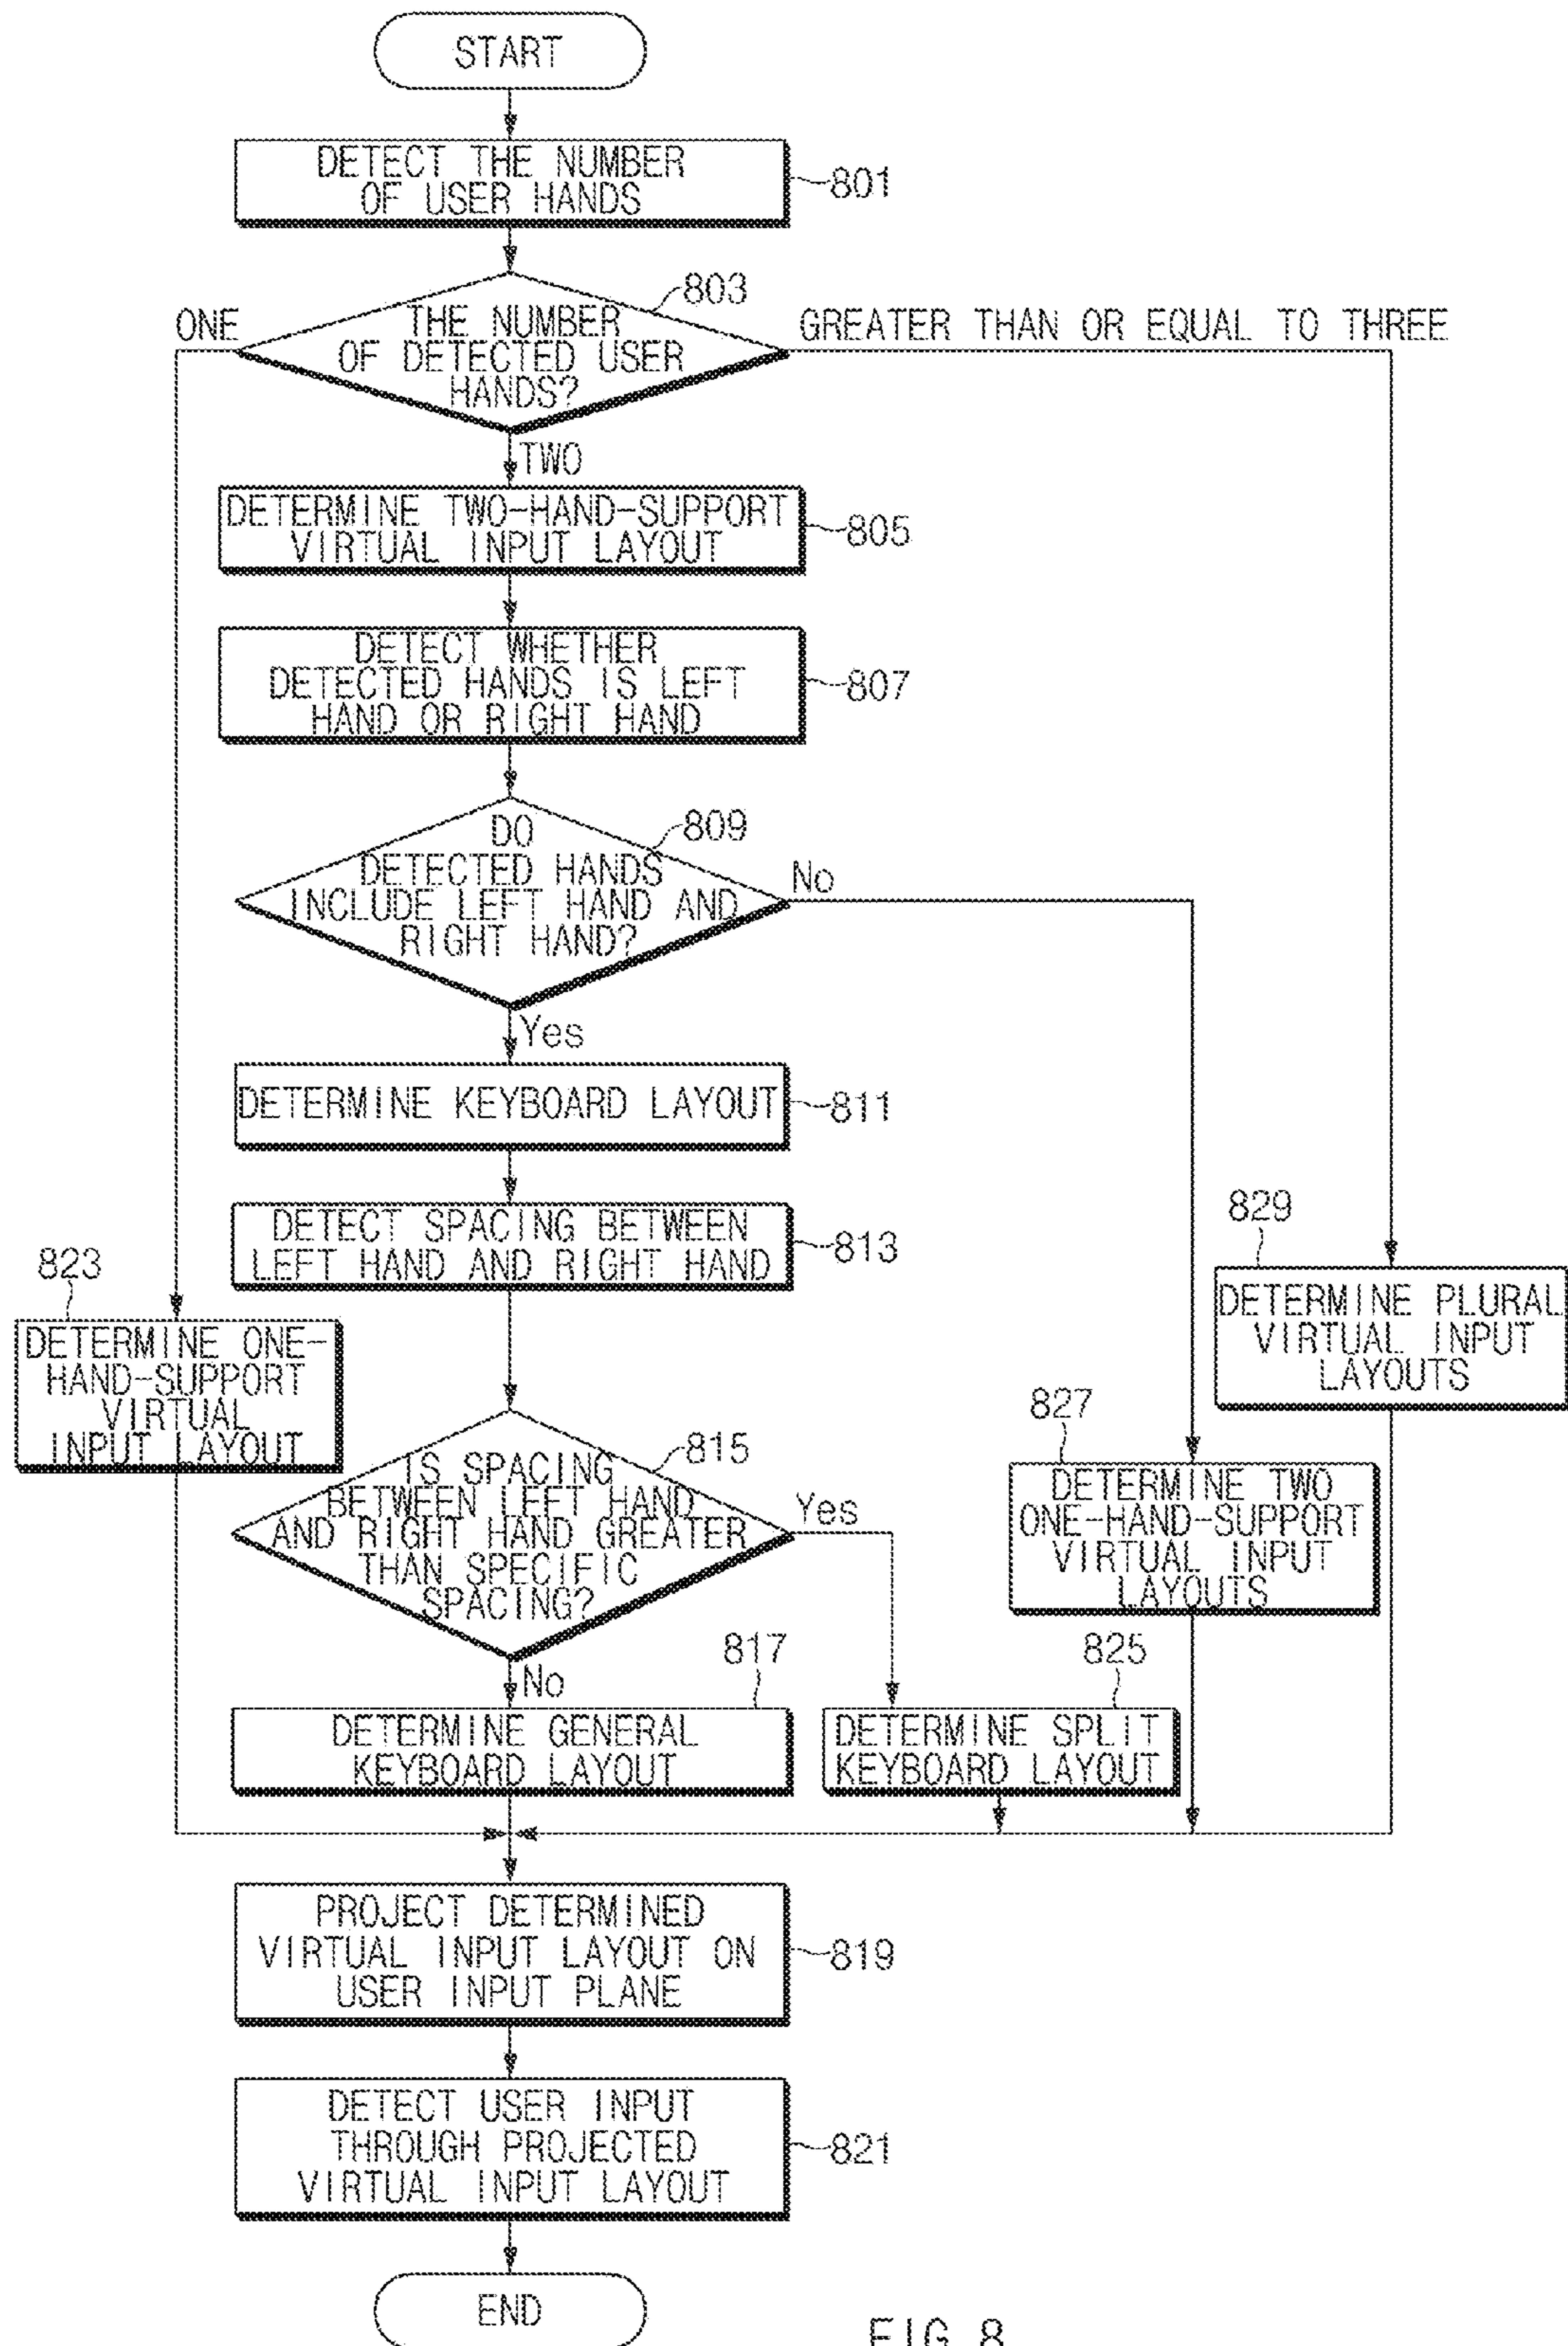 START
DETECT THE NUMBER
OF USER HANDS
801
803
ONE
THE NUMBER
OF DETECTED USER
HANDS?
GREATER THAN OR EQUAL TO THREE
TWO
DETERMINE TWO-HAND-SUPPORT
VIRTUAL INPUT LAYOUT
805
DETECT WHETHER
DETECTED HANDS IS LEFT
HAND OR RIGHT HAND
807
809
DO
DETECTED HANDS
INCLUDE LEFT HAND AND
RIGHT HAND?
No
Yes
DETERMINE KEYBOARD LAYOUT
811
DETECT SPACING BETWEEN
LEFT HAND AND RIGHT HAND
813
829
DETERMINE PLURAL
VIRTUAL INPUT
LAYOUTS
823
DETERMINE ONE-
HAND-SUPPORT
VIRTUAL
INPUT LAYOUT
827
DETERMINE TWO
ONE-HAND-SUPPORT
VIRTUAL INPUT
LAYOUTS
815
IS SPACING
BETWEEN LEFT HAND
AND RIGHT HAND GREATER
THAN SPECIFIC
SPACING?
Yes
No
817
DETERMINE GENERAL
KEYBOARD LAYOUT
825
DETERMINE SPLIT
KEYBOARD LAYOUT
PROJECT DETERMINED
VIRTUAL INPUT LAYOUT ON
USER INPUT PLANE
819
DETECT USER INPUT
THROUGH PROJECTED
VIRTUAL INPUT LAYOUT
821
END
FIG. 8